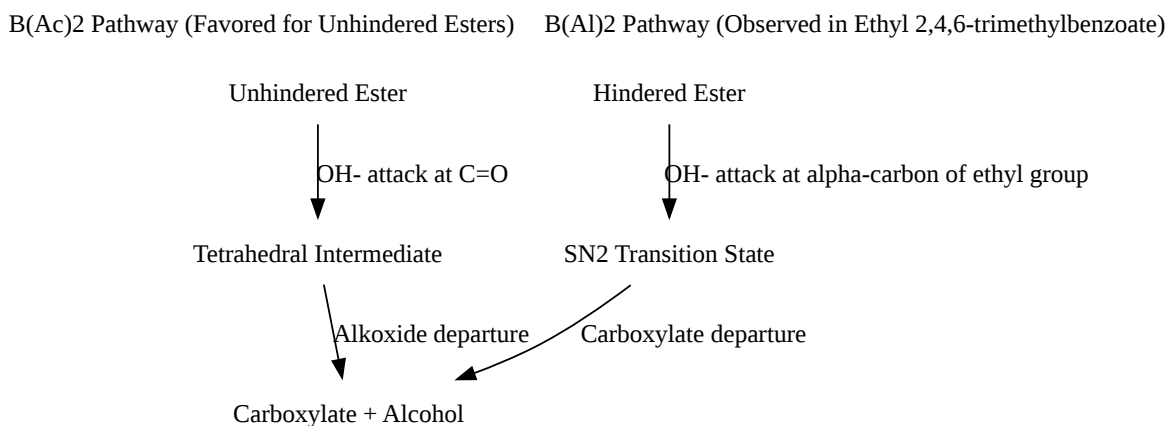 B(Ac)2 Pathway (Favored for Unhindered Esters)
B(Al)2 Pathway (Observed in Ethyl 2,4,6-trimethylbenzoate)
Unhindered Ester
Hindered Ester
OH- attack at C=O
OH- attack at alpha-carbon of ethyl group
Tetrahedral Intermediate
SN2 Transition State
Alkoxide departure
Carboxylate departure
Carboxylate + Alcohol